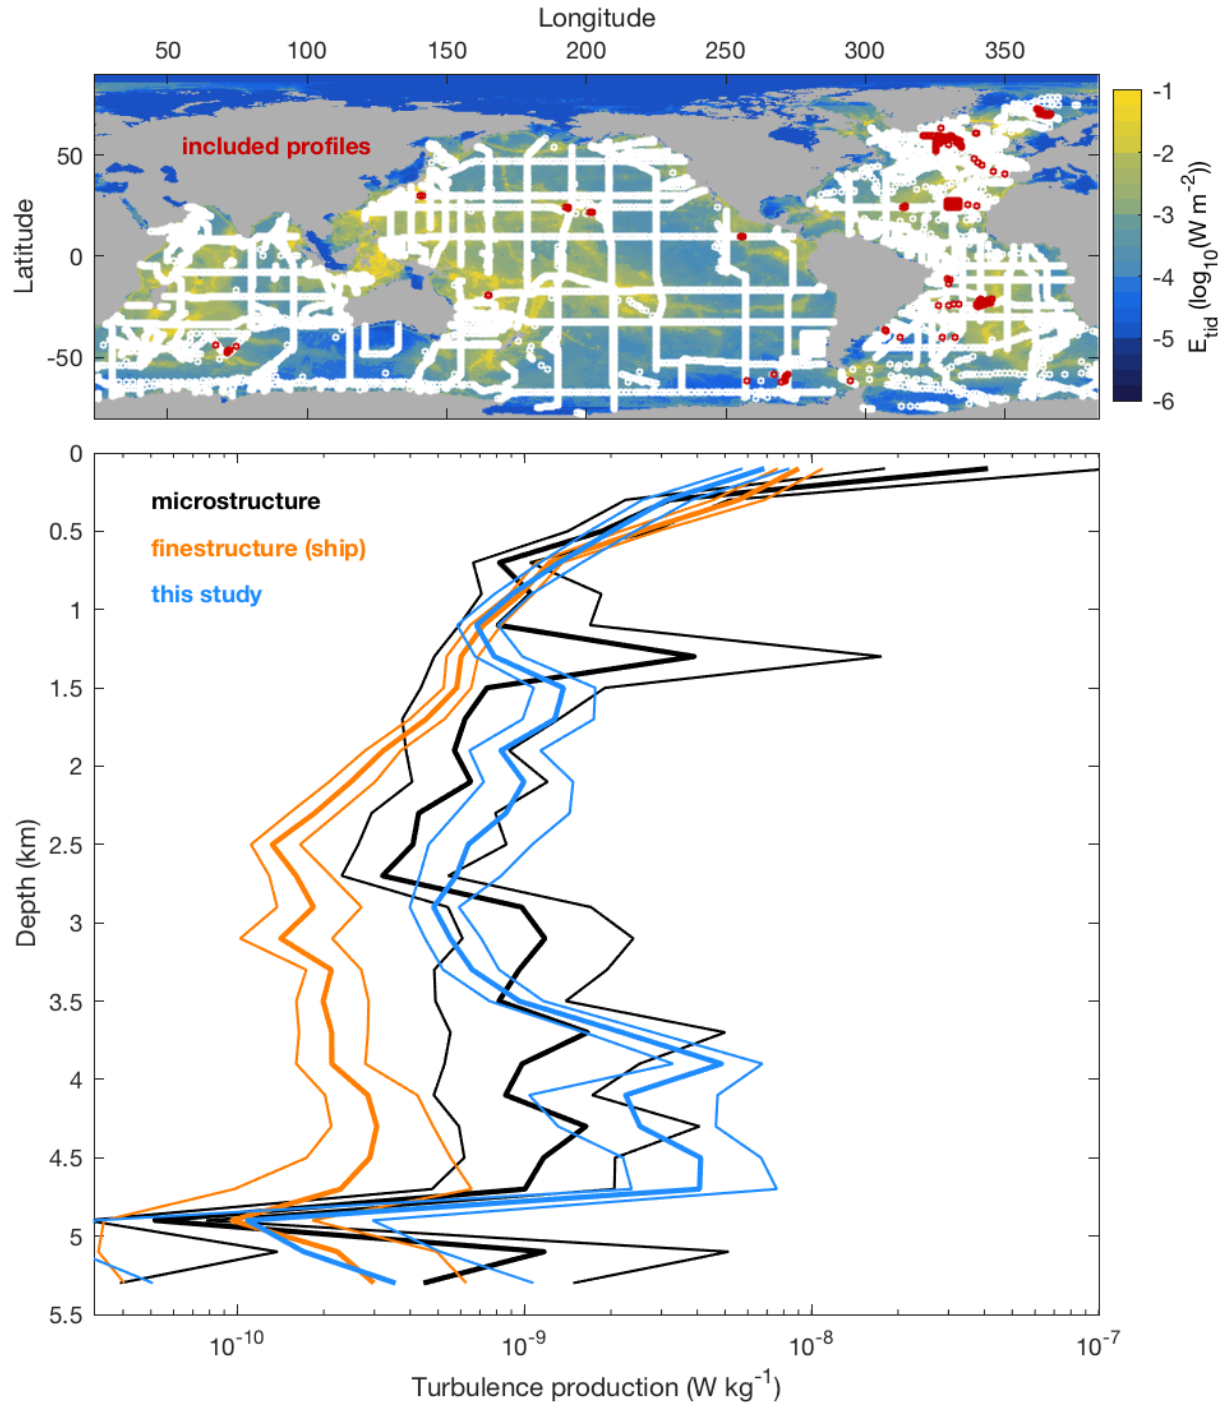 Longitude
50 100 150 200 250 300 350
included profiles
50
0
-50
Latitude
-1
-2
-3
-4
-5
-6
E_tid (log_10(W m^-2))
0
0.5
1
1.5
2
2.5
3
3.5
4
4.5
5
5.5
Depth (km)
microstructure
finestructure (ship)
this study
10^-10 10^-9 10^-8 10^-7
Turbulence production (W kg^-1)